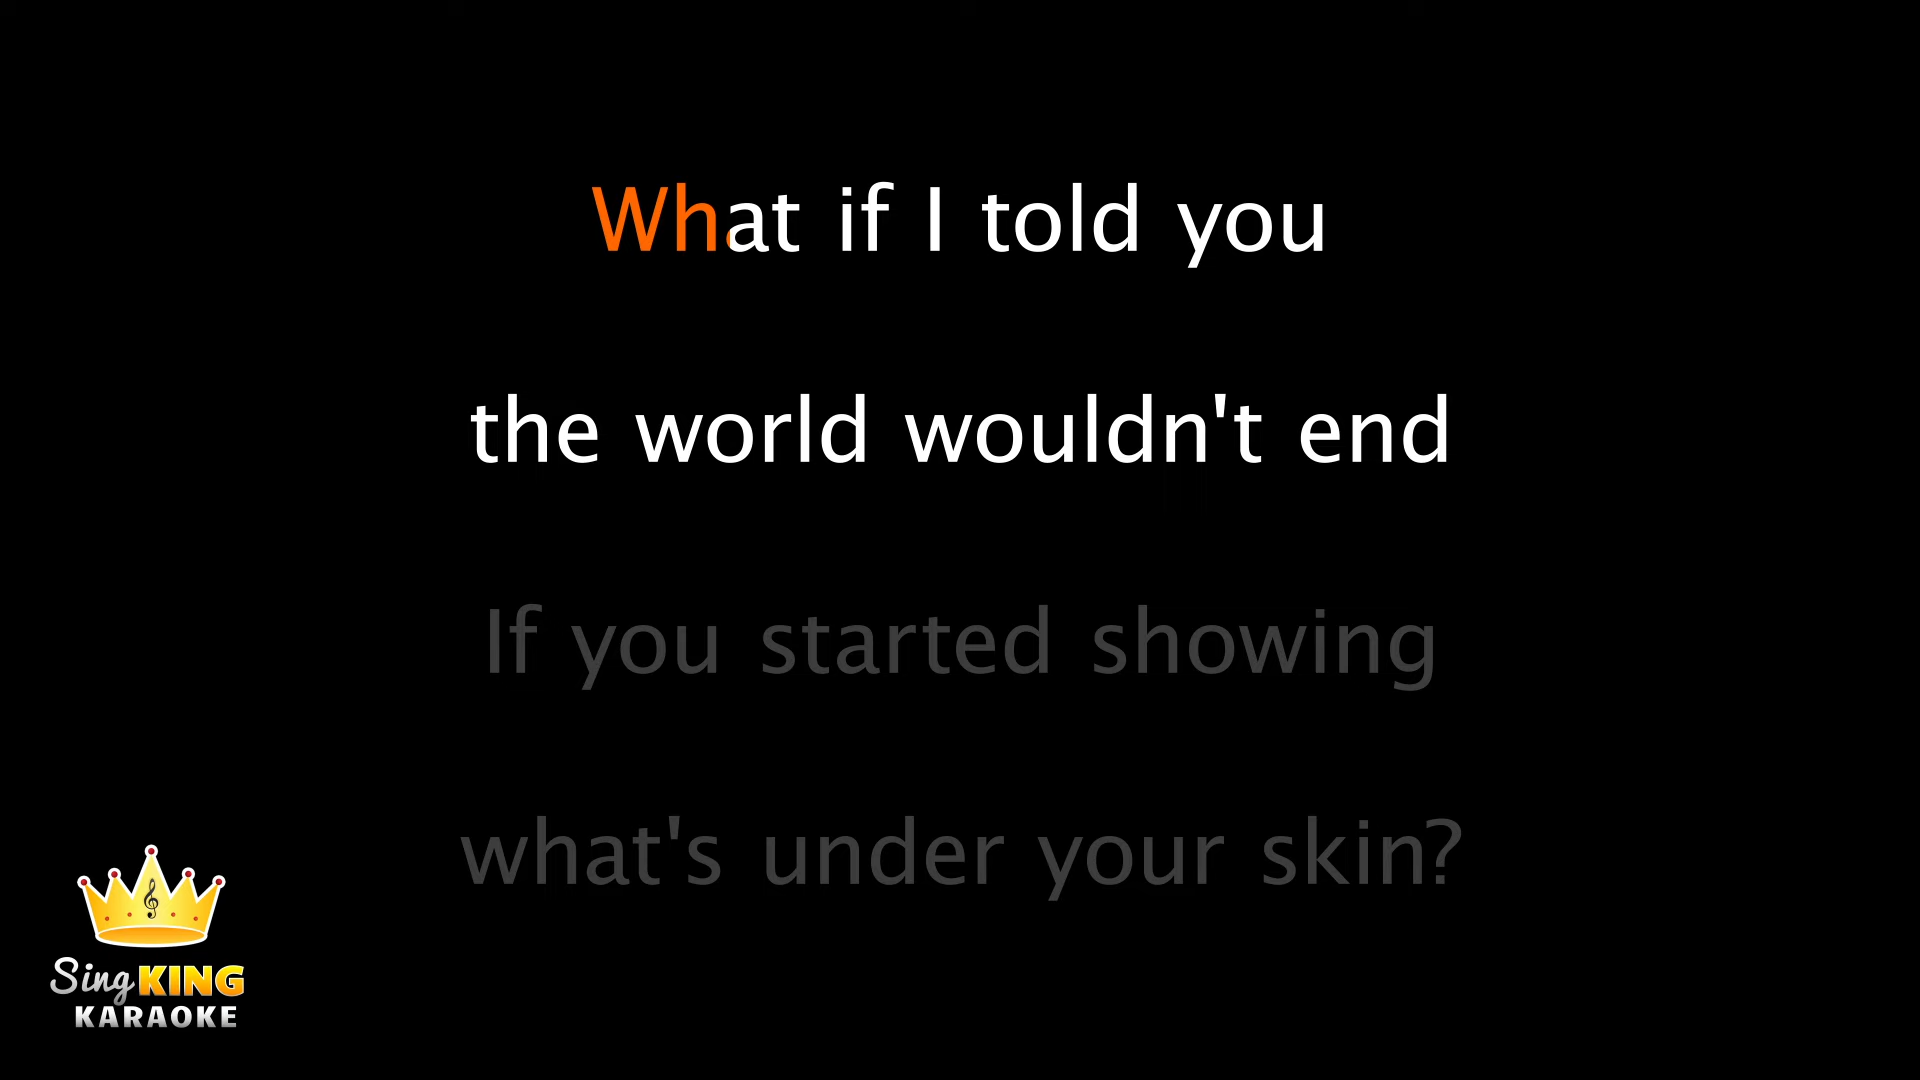 What if I told you
the world wouldn't end
If you started showing
what's under your skin?
Sing KING
KARAOKE